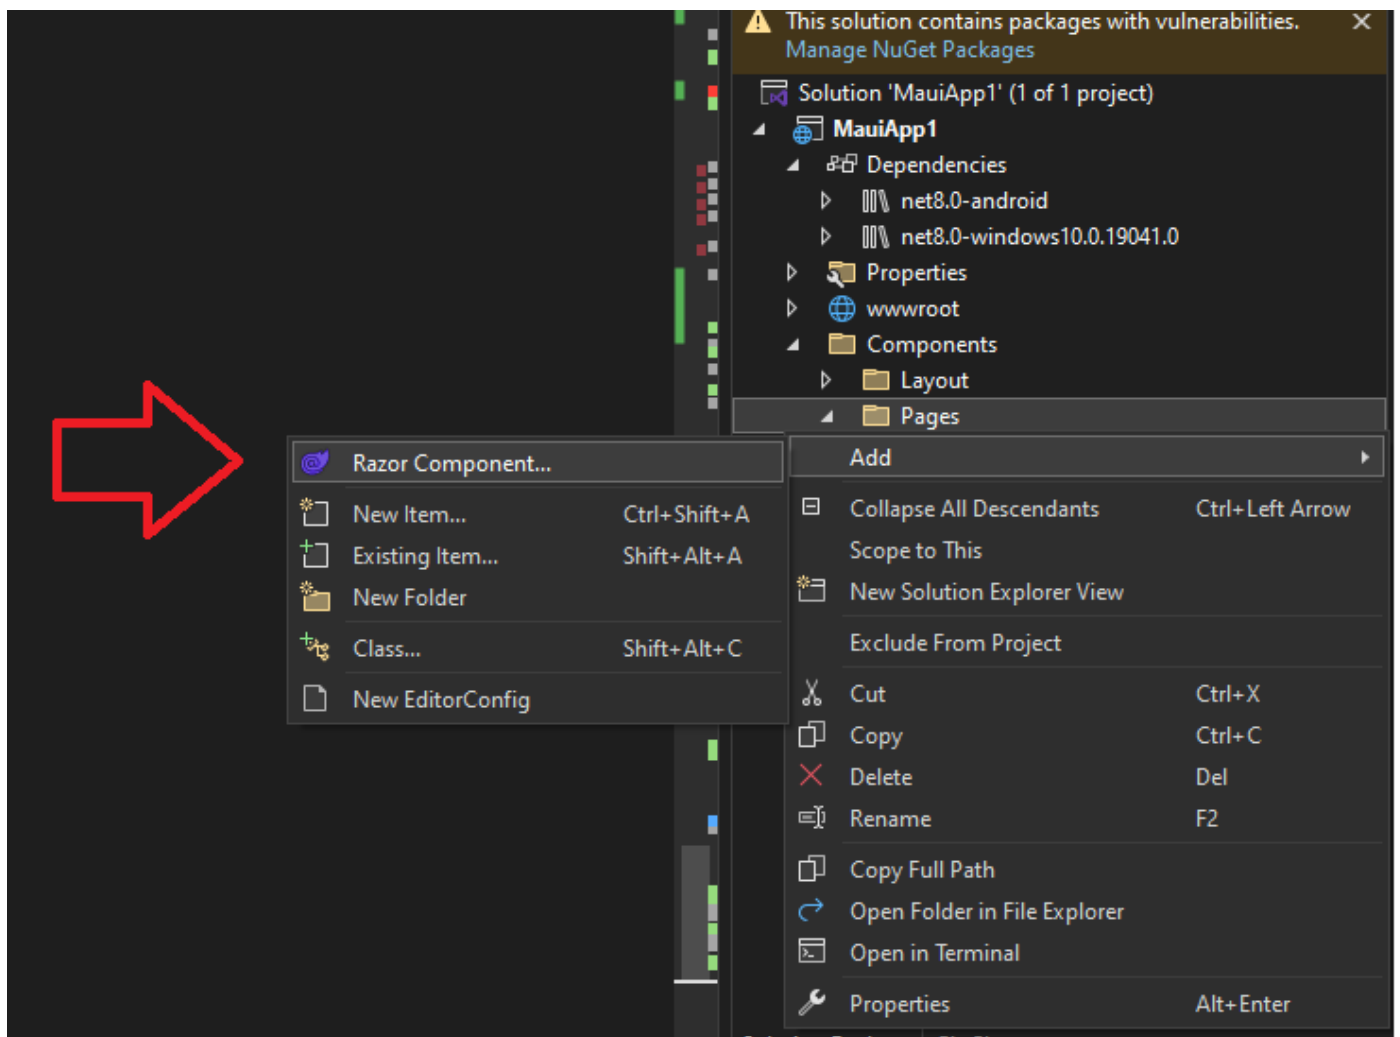 This solution contains packages with vulnerabilities.
Manage NuGet Packages
Solution 'MauiApp1' (1 of 1 project)
MauiApp1
Dependencies
net8.0-android
net8.0-windows10.0.19041.0
Properties
wwwroot
Components
Layout
Pages
Razor Component...
New Item... Ctrl+Shift+A
Existing Item... Shift+Alt+A
New Folder
Class... Shift+Alt+C
New EditorConfig
Add
Collapse All Descendants Ctrl+Left Arrow
Scope to This
New Solution Explorer View
Exclude From Project
Cut Ctrl+X
Copy Ctrl+C
Delete Del
Rename F2
Copy Full Path
Open Folder in File Explorer
Open in Terminal
Properties Alt+Enter